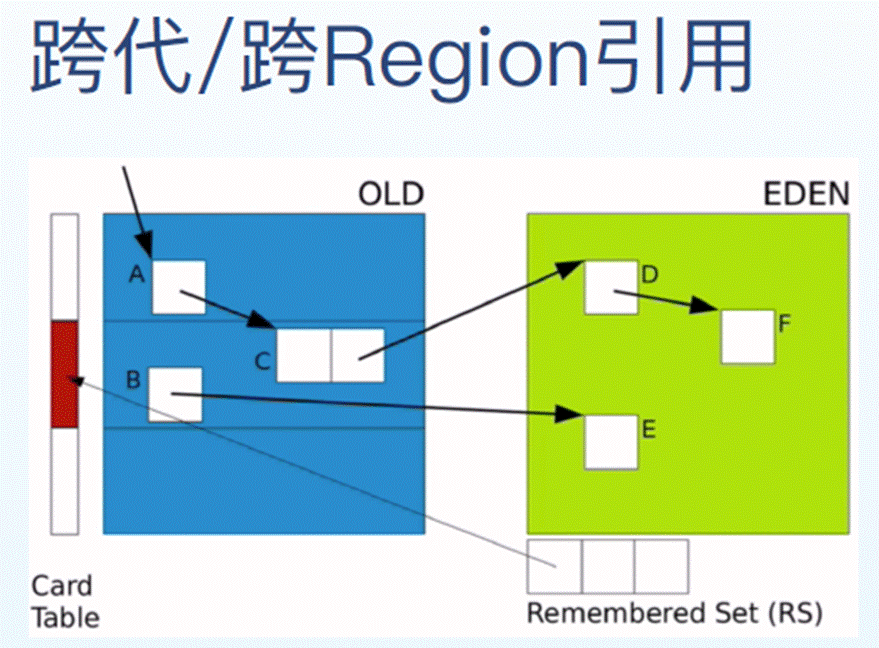 跨代/跨Region引用
OLD
EDEN
A
D
F
C
B
E
Card
Table
Remembered Set (RS)